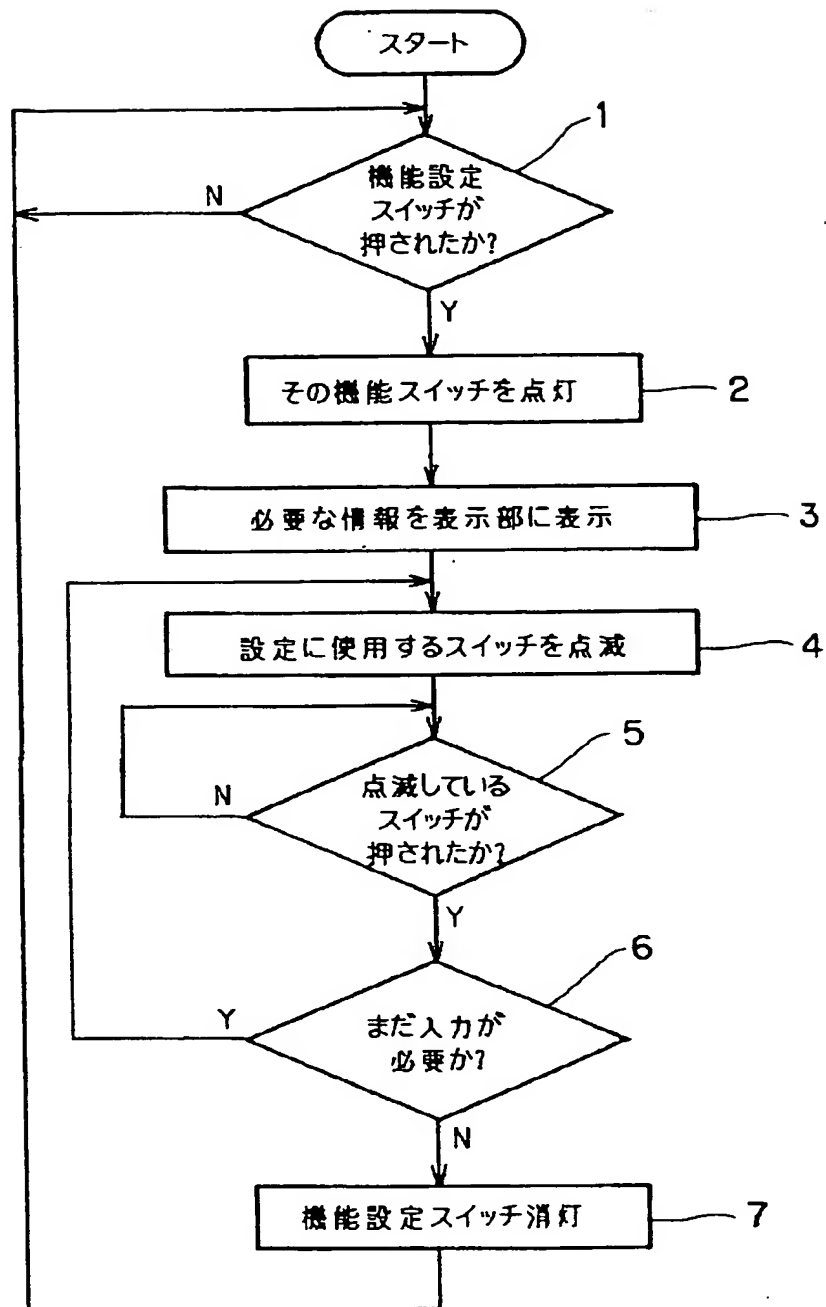 スタート
1
機能設定
スイッチが
押されたか?
N
Y
その機能スイッチを点灯
2
必要な情報を表示部に表示
3
設定に使用するスイッチを点滅
4
5
点滅している
スイッチが
押されたか?
N
Y
6
まだ入力が
必要か?
Y
N
機能設定スイッチ消灯
7